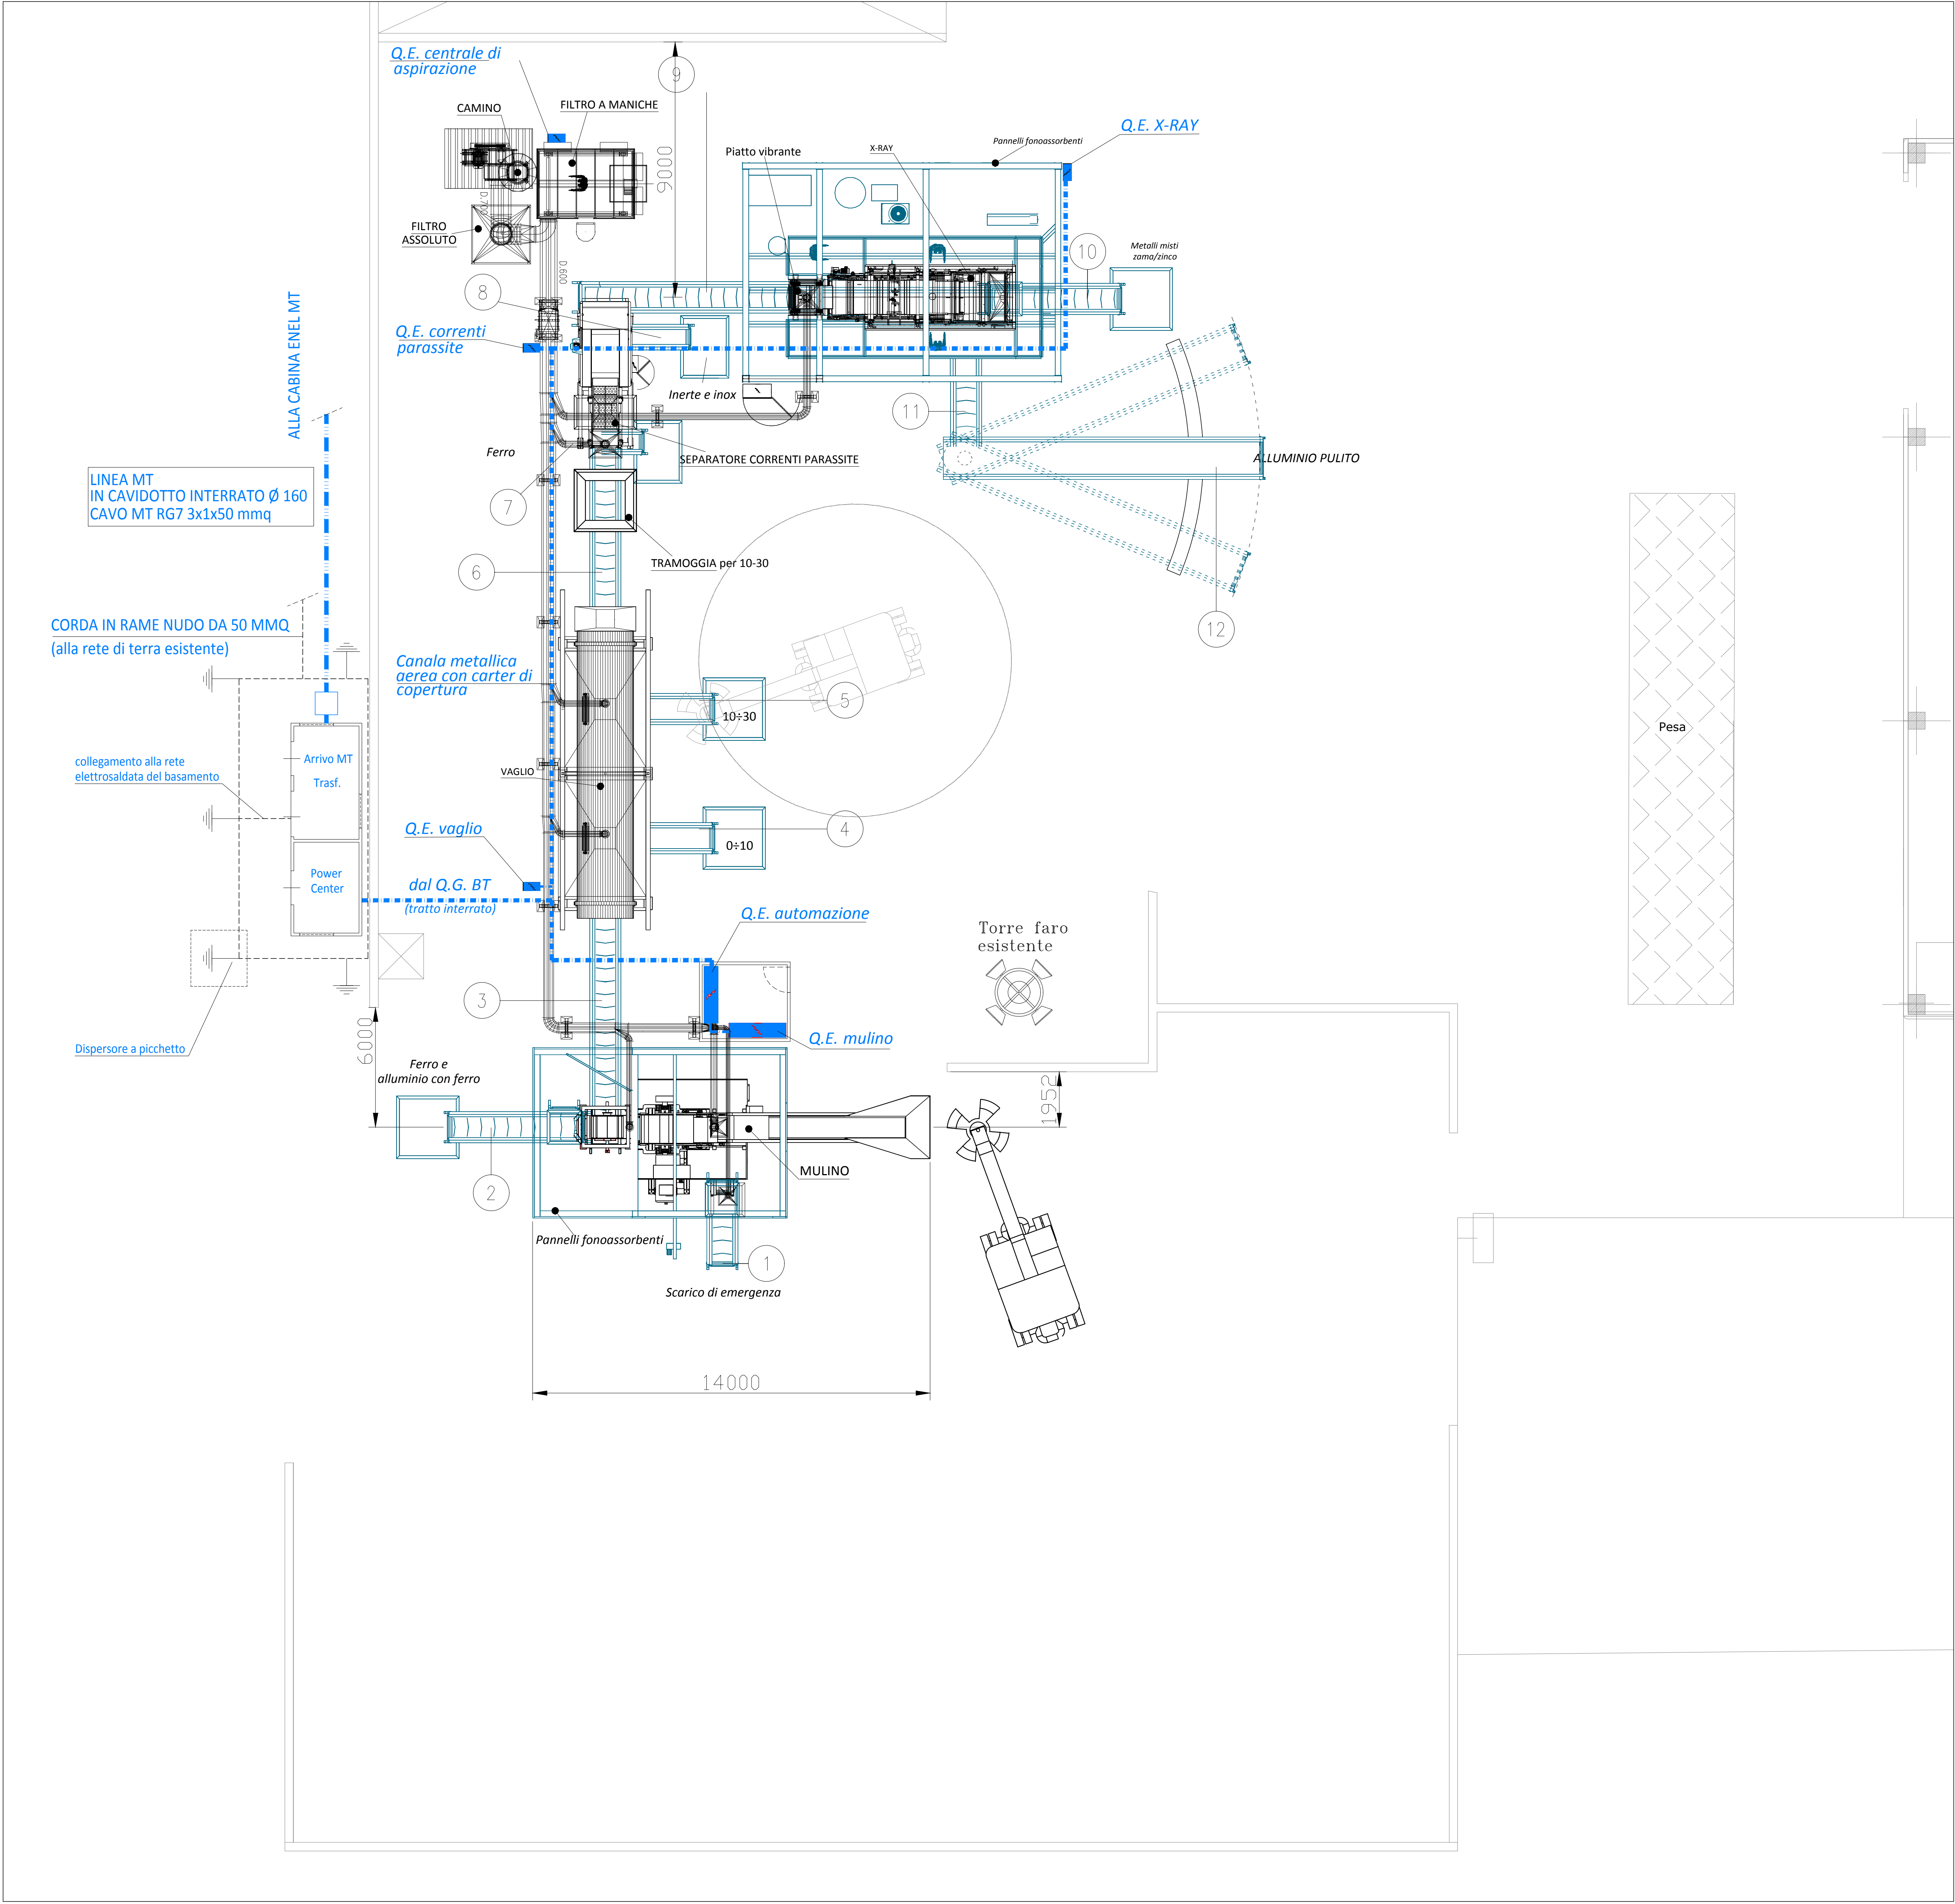 Q.E. centrale di
aspirazione
9
CAMINO
FILTRO A MANICHE
9000
Q.E. X-RAY
Pannelli fonoassorbenti
X-RAY
Piatto vibrante
D.700
FILTRO
ASSOLUTO
D.600
8
10
Metalli misti
zama/zinco
Q.E. correnti
parassite
ALLA CABINA ENEL MT
Inerte e inox
11
Ferro
SEPARATORE CORRENTI PARASSITE
ALLUMINIO PULITO
LINEA MT
IN CAVIDOTTO INTERRATO Ø 160
CAVO MT RG7 3x1x50 mmq
7
TRAMOGGIA per 10-30
6
12
CORDA IN RAME NUDO DA 50 MMQ
(alla rete di terra esistente)
Canala metallica
aerea con carter di
copertura
5
10÷30
Pesa
Arrivo MT
Trasf.
collegamento alla rete
elettrosaldata del basamento
VAGLIO
Q.E. vaglio
4
0÷10
Power
Center
dal Q.G. BT
(tratto interrato)
Q.E. automazione
Torre faro
esistente
3
6000
Q.E. mulino
Dispersore a picchetto
Ferro e
alluminio con ferro
1952
MULINO
2
Pannelli fonoassorbenti
1
Scarico di emergenza
14000